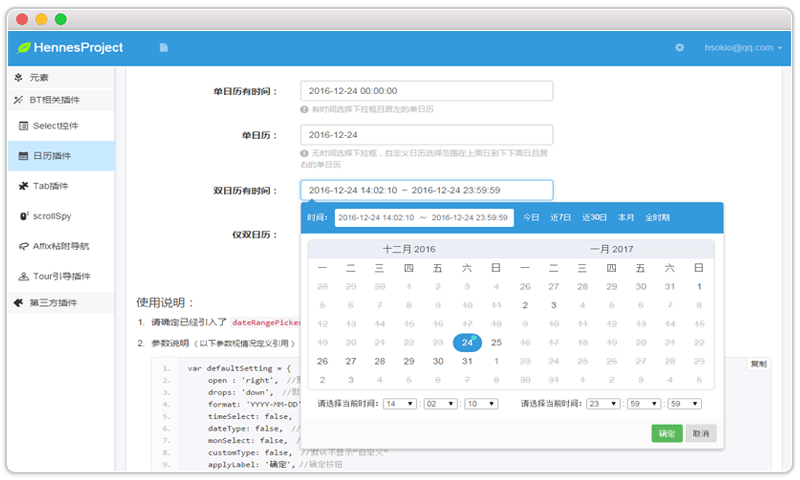 HennesProject
hsokio@qq.com
元素
BT相关插件
Select控件
日历插件
Tab插件
scrollSpy
Affix粘附导航
Tour引导插件
第三方插件
单日历有时间：
2016-12-24 00:00:00
有时间选择下拉框且居左的单日历
单日历：
2016-12-24
无时间选择下拉框，自定义日历选择范围在上周日到下下周日且居
右的单日历
双日历有时间：
2016-12-24 14:02:10 ~ 2016-12-24 23:59:59
仅双日历：
时间：
2016-12-24 14:02:10 ~ 2016-12-24 23:59:59
今日 近7日 近30日 本月 全时期
十二月 2016
一 二 三 四 五 六 日
28 29 30 1 2 3 4
5 6 7 8 9 10 11
12 13 14 15 16 17 18
19 20 21 22 23 24 25
26 27 28 29 30 31 1
2 3 4 5 6 7 8
一月 2017
一 二 三 四 五 六 日
26 27 28 29 30 31 1
2 3 4 5 6 7 8
9 10 11 12 13 14 15
16 17 18 19 20 21 22
23 24 25 26 27 28 29
30 31 1 2 3 4 5
请选择当前时间： 14 : 02 : 10
请选择当前时间： 23 : 59 : 59
确定 取消
使用说明：
1. 请确定已经引入了 dateRangePicke
2. 参数说明（以下参数视情况定义引用）
复制
1. var defaultSetting = {
2. open : 'right', //
3. drops: 'down', //
4. format: 'YYYY-MM-DD'
5. timeSelect: false,
6. dateType: false, //
7. monSelect: false, /
8. customType: false, //默认不显示“自定义”
9. applyLabel: '确定', //确定按钮